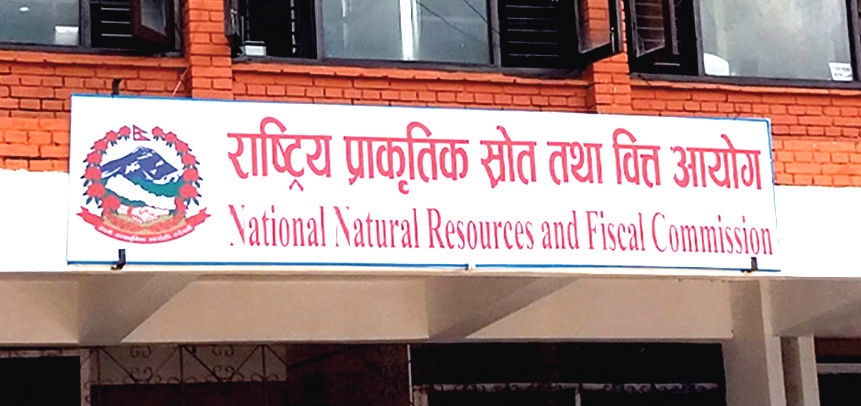 राष्ट्रिय प्राकृतिक स्रोत तथा वित्त आयोग
National Natural Resources and Fiscal Commission